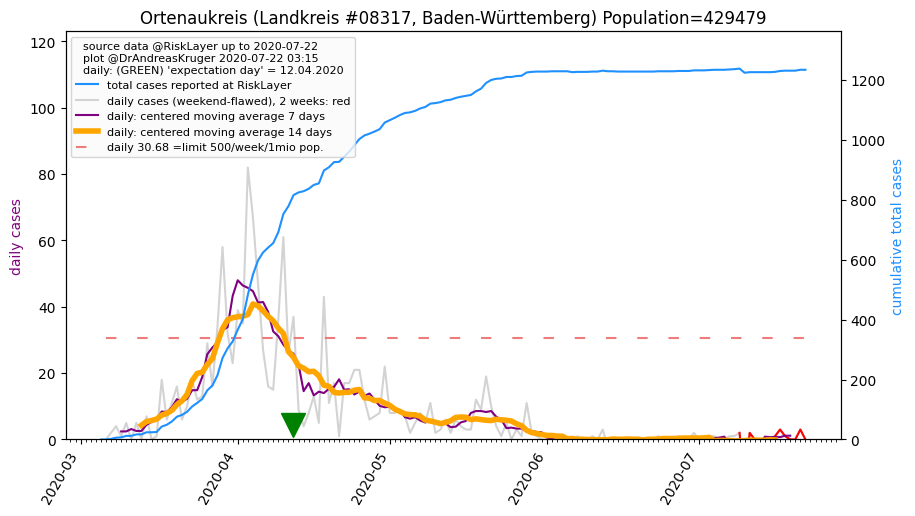 Ortenaukreis (Landkreis #08317, Baden-Württemberg) Population=429479
source data @RiskLayer up to 2020-07-22
plot @DrAndreasKruger 2020-07-22 03:15
daily: (GREEN) 'expectation day' = 12.04.2020
total cases reported at RiskLayer
daily cases (weekend-flawed), 2 weeks: red
daily: centered moving average 7 days
daily: centered moving average 14 days
daily 30.68 =limit 500/week/1mio pop.
daily cases
120
100
80
60
40
20
0
1200
1000
800
600
400
200
0
cumulative total cases
2020-03
2020-04
2020-05
2020-06
2020-07